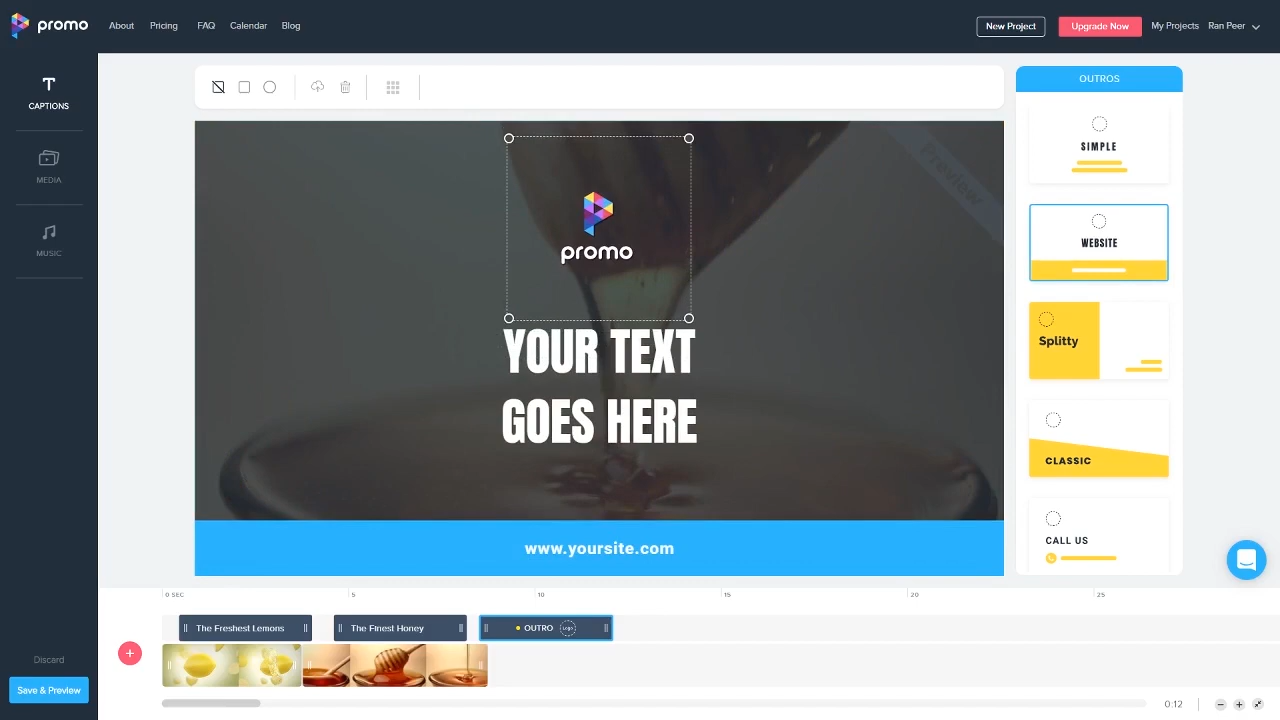 promo
About
Pricing
FAQ
Calendar
Blog
New Project
Upgrade Now
My Projects
Ran Peer
CAPTIONS
MEDIA
MUSIC
Discard
Save & Preview
Preview
promo
YOUR TEXT
GOES HERE
www.yoursite.com
OUTROS
SIMPLE
WEBSITE
Splitty
CLASSIC
CALL US
0 SEC
5
10
15
20
25
The Freshest Lemons
The Finest Honey
OUTRO
Logo
0:12